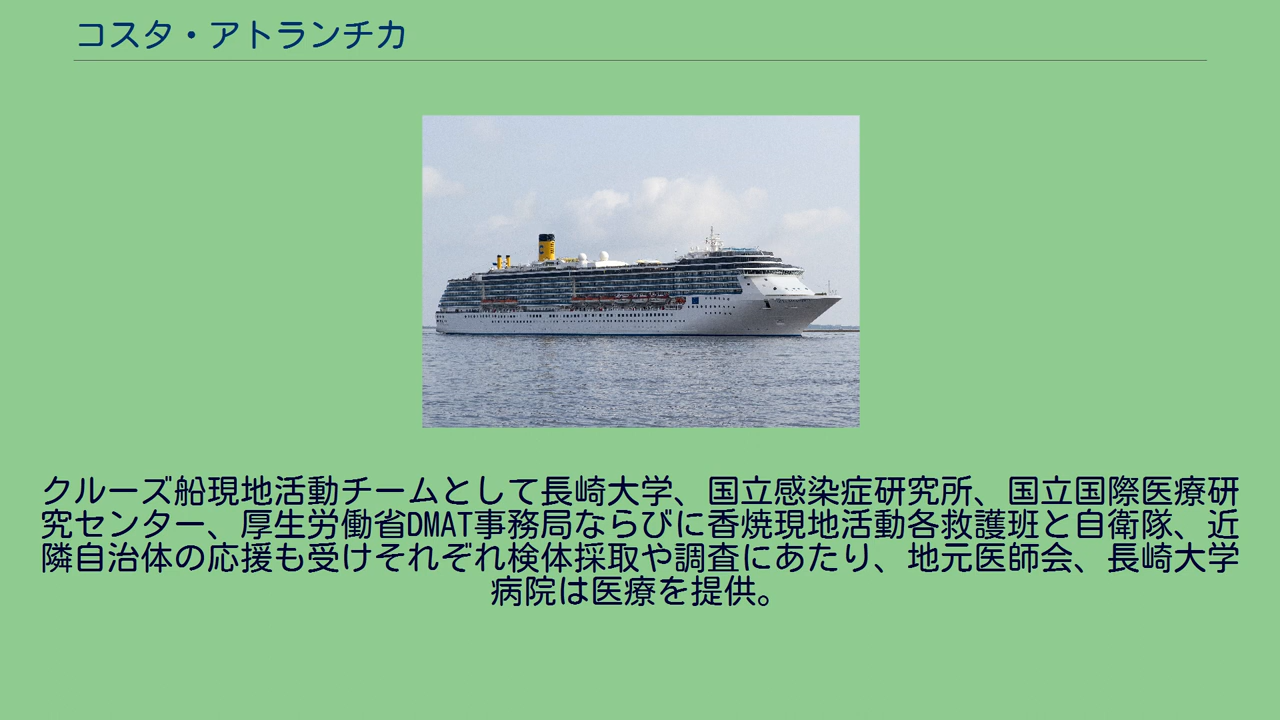 コスタ・アトランチカ
クルーズ船現地活動チームとして長崎大学、国立感染症研究所、国立国際医療研
究センター、厚生労働省DMAT事務局ならびに香焼現地活動各救護班と自衛隊、近
隣自治体の応援も受けそれぞれ検体採取や調査にあたり、地元医師会、長崎大学
病院は医療を提供。